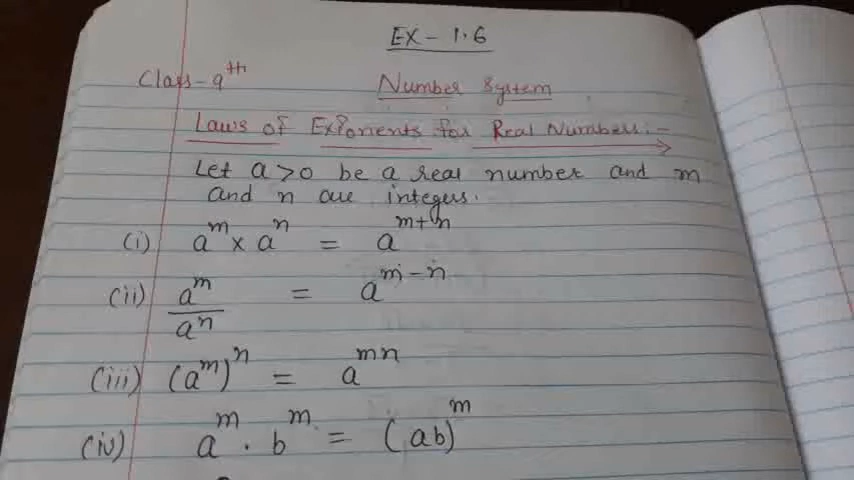 EX - 1.6
Class - 9th
Number System
Laws of Exponents for Real Numbers :-
Let a > 0 be a real number and m
and n are integers.
(i) a^m × a^n = a^(m+n)
(ii) a^m / a^n = a^(m-n)
(iii) (a^m)^n = a^(mn)
(iv) a^m . b^m = (ab)^m